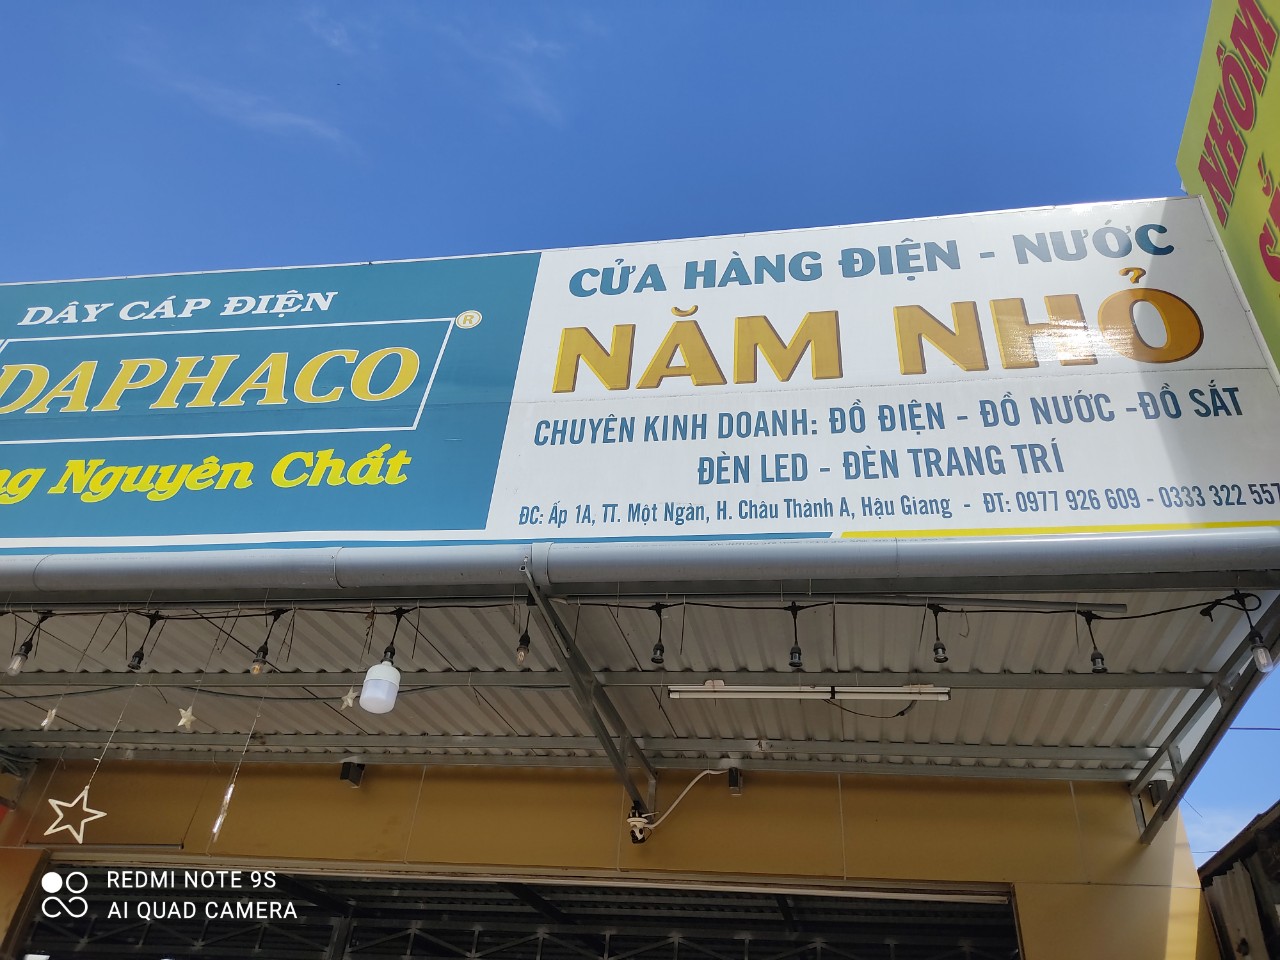 DÂY CÁP ĐIỆN
DAPHACO
®
Nguyên Chất
CỬA HÀNG ĐIỆN - NƯỚC
NĂM NHỎ
CHUYÊN KINH DOANH: ĐỒ ĐIỆN - ĐỒ NƯỚC -ĐỒ SẮT
ĐÈN LED - ĐÈN TRANG TRÍ
ĐC: Ấp 1A, TT. Một Ngàn, H. Châu Thành A, Hậu Giang - ĐT: 0977 926 609 - 0333 322 557
NHÔM
REDMI NOTE 9S
AI QUAD CAMERA